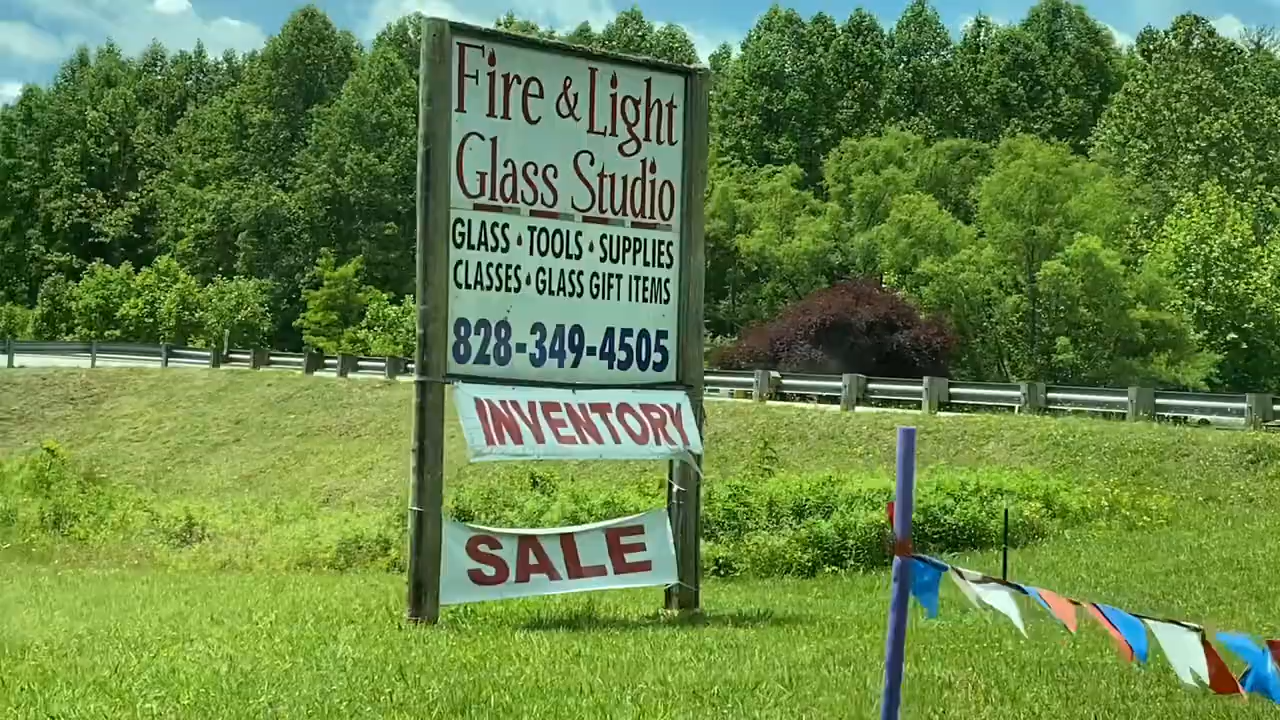 Fire & Light
Glass Studio
GLASS • TOOLS • SUPPLIES
CLASSES • GLASS GIFT ITEMS
828-349-4505
INVENTORY
SALE